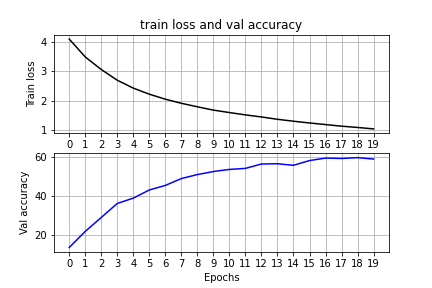 train loss and val accuracy
Train loss
4
3
2
1
0 1 2 3 4 5 6 7 8 9 10 11 12 13 14 15 16 17 18 19
Val accuracy
60
40
20
0 1 2 3 4 5 6 7 8 9 10 11 12 13 14 15 16 17 18 19
Epochs